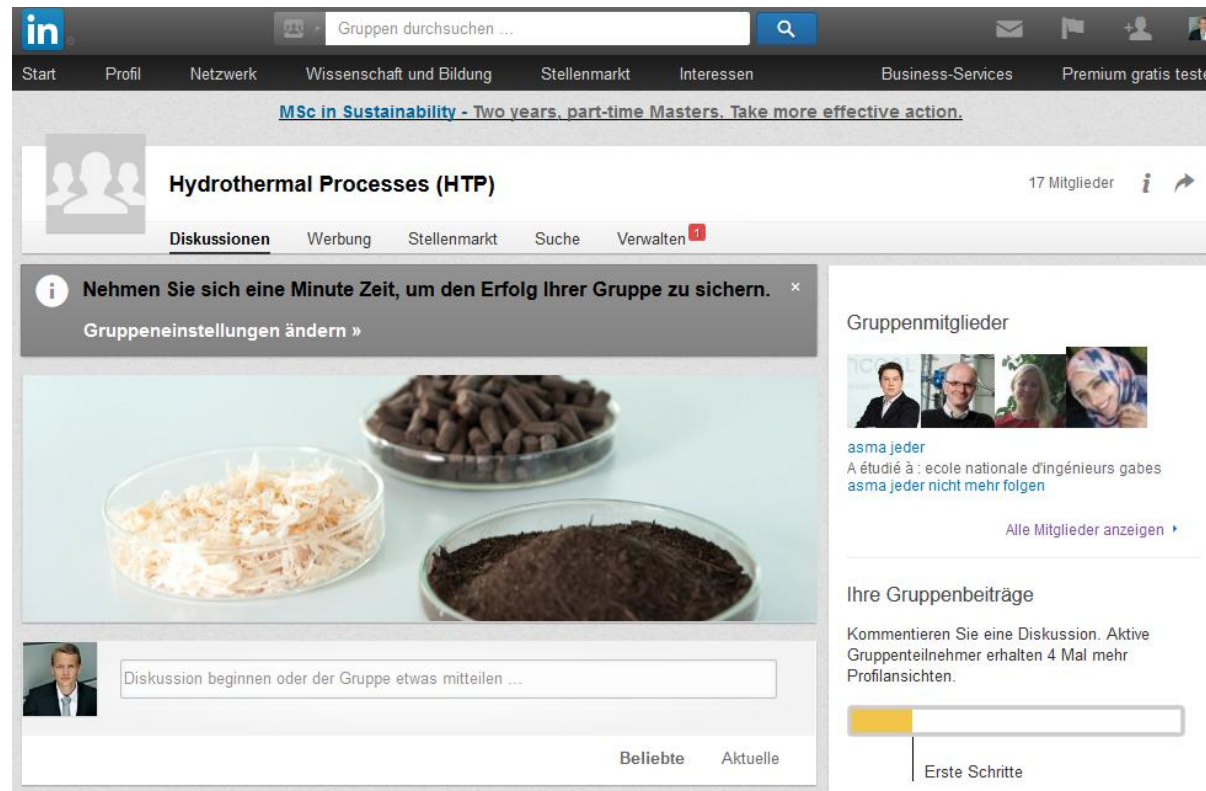 in
Gruppen durchsuchen ...
Start Profil Netzwerk Wissenschaft und Bildung Stellenmarkt Interessen Business-Services Premium gratis teste
MSc in Sustainability - Two years, part-time Masters. Take more effective action.
Hydrothermal Processes (HTP)
17 Mitglieder i
Diskussionen Werbung Stellenmarkt Suche Verwalten 1
i Nehmen Sie sich eine Minute Zeit, um den Erfolg Ihrer Gruppe zu sichern. ×
Gruppeneinstellungen ändern »
Diskussion beginnen oder der Gruppe etwas mitteilen ...
Beliebte Aktuelle
Gruppenmitglieder
asma jeder
A étudié à : ecole nationale d'ingénieurs gabes
asma jeder nicht mehr folgen
Alle Mitglieder anzeigen
Ihre Gruppenbeiträge
Kommentieren Sie eine Diskussion. Aktive
Gruppenteilnehmer erhalten 4 Mal mehr
Profilansichten.
Erste Schritte